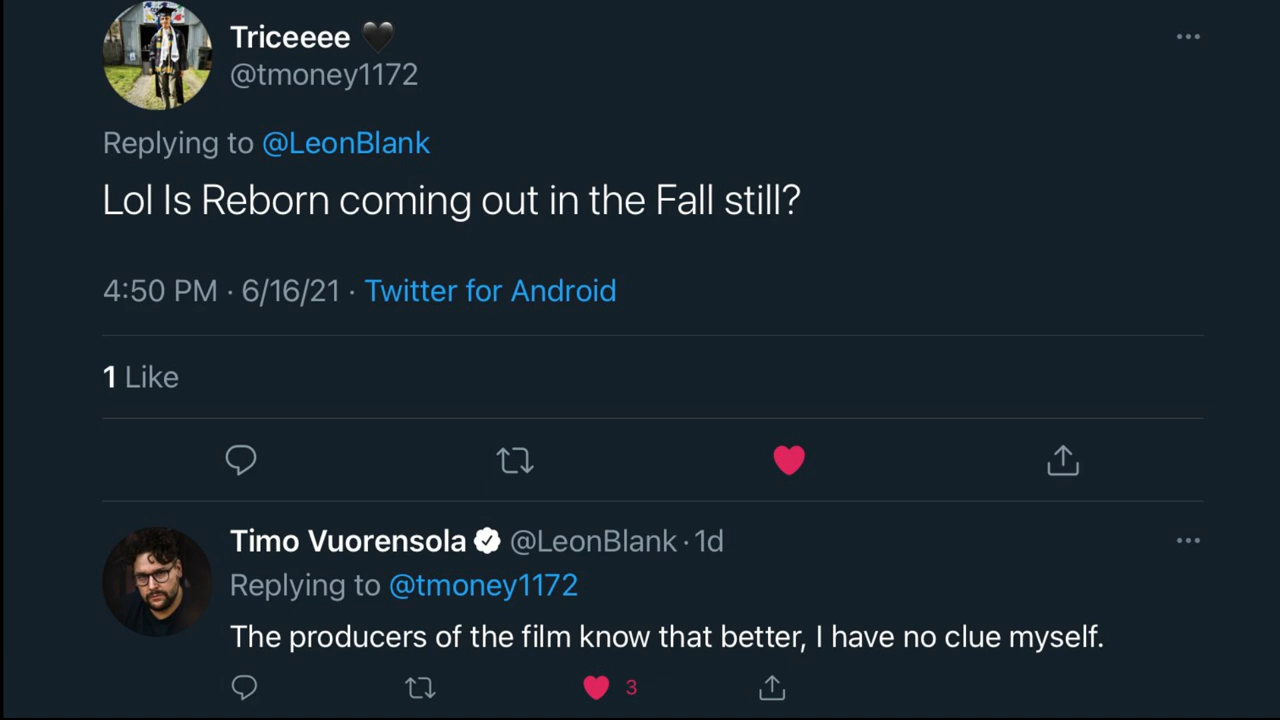 Triceeee 🖤
@tmoney1172
Replying to @LeonBlank
Lol Is Reborn coming out in the Fall still?
4:50 PM · 6/16/21 · Twitter for Android
1 Like
Timo Vuorensola @LeonBlank · 1d
Replying to @tmoney1172
The producers of the film know that better, I have no clue myself.
3